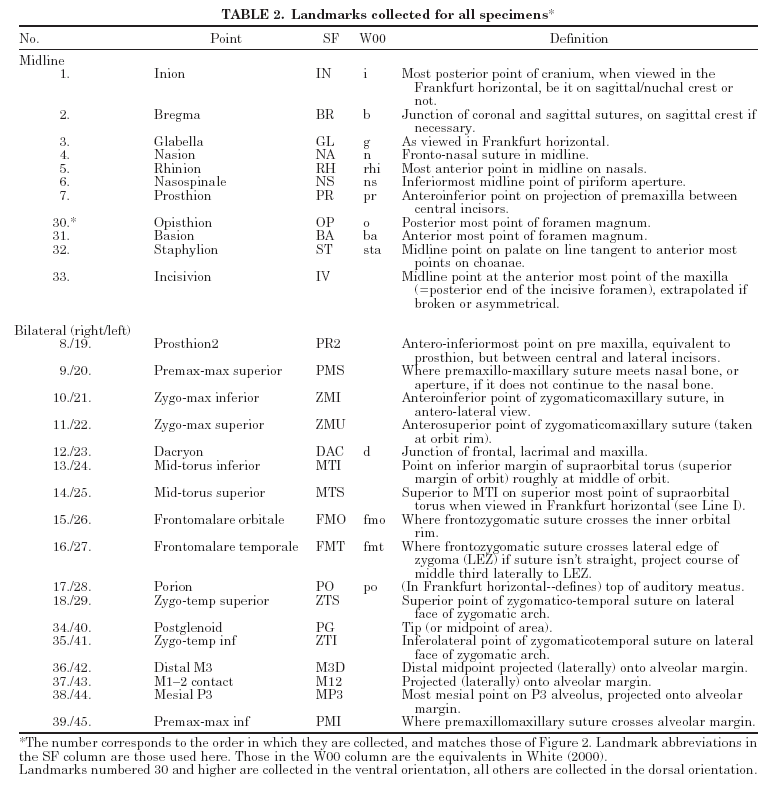 TABLE 2. Landmarks collected for all specimens*
No. Point SF W00 Definition
Midline
1. Inion IN i Most posterior point of cranium, when viewed in the
Frankfurt horizontal, be it on sagittal/nuchal crest or
not.
2. Bregma BR b Junction of coronal and sagittal sutures, on sagittal crest if
necessary.
3. Glabella GL g As viewed in Frankfurt horizontal.
4. Nasion NA n Fronto-nasal suture in midline.
5. Rhinion RH rhi Most anterior point in midline on nasals.
6. Nasospinale NS ns Inferiormost midline point of piriform aperture.
7. Prosthion PR pr Anteroinferior point on projection of premaxilla between
central incisors.
30.* Opisthion OP o Posterior most point of foramen magnum.
31. Basion BA ba Anterior most point of foramen magnum.
32. Staphylion ST sta Midline point on palate on line tangent to anterior most
points on choanae.
33. Incisivion IV Midline point at the anterior most point of the maxilla
(=posterior end of the incisive foramen), extrapolated if
broken or asymmetrical.
Bilateral (right/left)
8./19. Prosthion2 PR2 Antero-inferiormost point on pre maxilla, equivalent to
prosthion, but between central and lateral incisors.
9./20. Premax-max superior PMS Where premaxillo-maxillary suture meets nasal bone, or
aperture, if it does not continue to the nasal bone.
10./21. Zygo-max inferior ZMI Anteroinferior point of zygomaticomaxillary suture, in
antero-lateral view.
11./22. Zygo-max superior ZMU Anterosuperior point of zygomaticomaxillary suture (taken
at orbit rim).
12./23. Dacryon DAC d Junction of frontal, lacrimal and maxilla.
13./24. Mid-torus inferior MTI Point on inferior margin of supraorbital torus (superior
margin of orbit) roughly at middle of orbit.
14./25. Mid-torus superior MTS Superior to MTI on superior most point of supraorbital
torus when viewed in Frankfurt horizontal (see Line I).
15./26. Frontomalare orbitale FMO fmo Where frontozygomatic suture crosses the inner orbital
rim.
16./27. Frontomalare temporale FMT fmt Where frontozygomatic suture crosses lateral edge of
zygoma (LEZ) if suture isn't straight, project course of
middle third laterally to LEZ.
17./28. Porion PO po (In Frankfurt horizontal--defines) top of auditory meatus.
18./29. Zygo-temp superior ZTS Superior point of zygomatico-temporal suture on lateral
face of zygomatic arch.
34./40. Postglenoid PG Tip (or midpoint of area).
35./41. Zygo-temp inf ZTI Inferolateral point of zygomaticotemporal suture on lateral
face of zygomatic arch.
36./42. Distal M3 M3D Distal midpoint projected (laterally) onto alveolar margin.
37./43. M1–2 contact M12 Projected (laterally) onto alveolar margin.
38./44. Mesial P3 MP3 Most mesial point on P3 alveolus, projected onto alveolar
margin.
39./45. Premax-max inf PMI Where premaxillomaxillary suture crosses alveolar margin.
*The number corresponds to the order in which they are collected, and matches those of Figure 2. Landmark abbreviations in
the SF column are those used here. Those in the W00 column are the equivalents in White (2000).
Landmarks numbered 30 and higher are collected in the ventral orientation, all others are collected in the dorsal orientation.